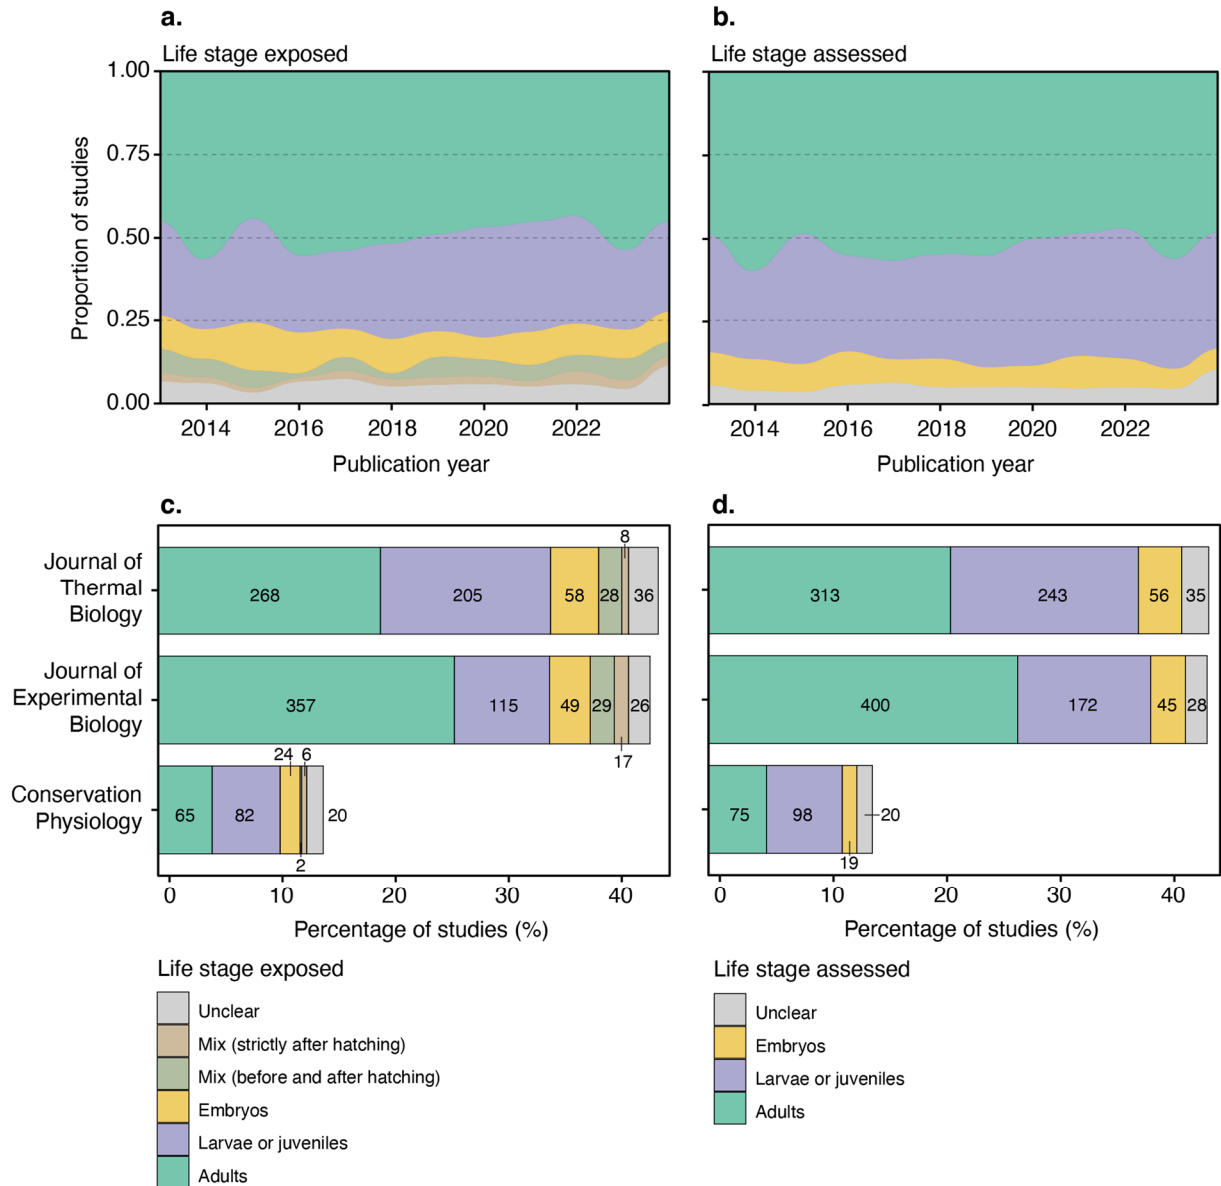 a.
Life stage exposed
1.00
0.75
0.50
0.25
0.00
Proportion of studies
2014 2016 2018 2020 2022
Publication year
b.
Life stage assessed
2014 2016 2018 2020 2022
Publication year
c.
Journal of
Thermal
Biology
268 205 58 28 8 36
Journal of
Experimental
Biology
357 115 49 29 17 26
Conservation
Physiology
65 82 24 2 6 20
0 10 20 30 40
Percentage of studies (%)
d.
313 243 56 35
400 172 45 28
75 98 19 20
0 10 20 30 40
Percentage of studies (%)
Life stage exposed
Unclear
Mix (strictly after hatching)
Mix (before and after hatching)
Embryos
Larvae or juveniles
Adults
Life stage assessed
Unclear
Embryos
Larvae or juveniles
Adults